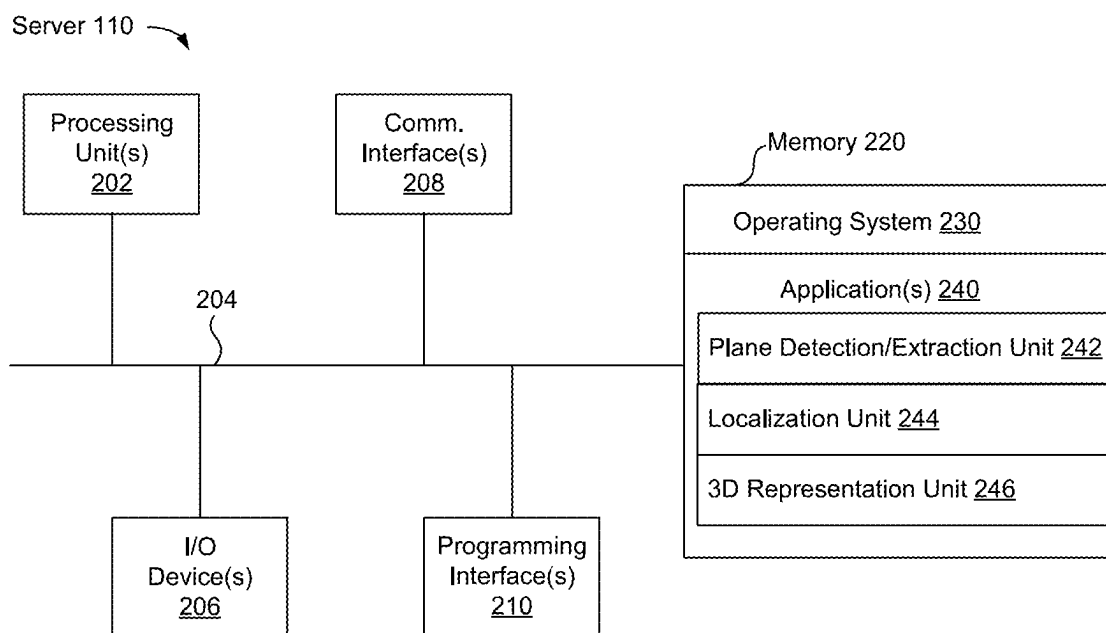 Server 110
Processing
Unit(s)
202
Comm.
Interface(s)
208
Memory 220
Operating System 230
Application(s) 240
Plane Detection/Extraction Unit 242
Localization Unit 244
3D Representation Unit 246
204
I/O
Device(s)
206
Programming
Interface(s)
210